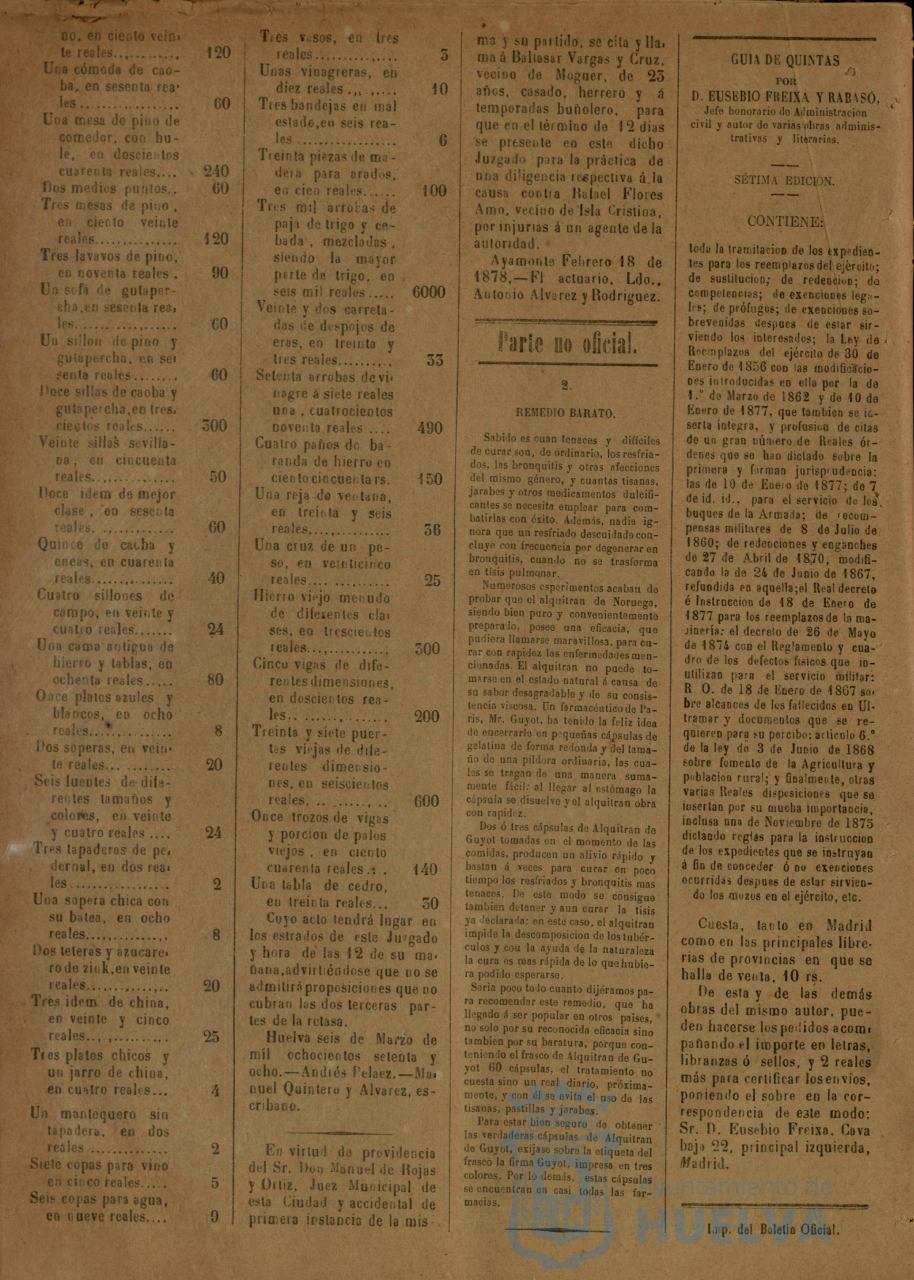 no, en ciento vein-
te reales........... 120
Una cómoda de cao-
ba, en sesenta rea-
les................ 60
Una mesa de pino de
comedor, con hu-
le, en doscientos
cuarenta reales.... 240
Dos medios puntos.. 60
Tres mesas de pino,
en ciento veinte
reales.............. 120
Tres lavavos de pino,
en noventa reales. 90
Un sofá de gutaper-
cha, en sesenta rea-
les................ 60
Un sillon de pino y
gutapercha, en se-
senta reales....... 60
Doce sillas de caoba y
gutapercha, en tres-
cientos reales...... 300
Veinte sillas sevilla-
na, en cincuenta
reales............. 50
Doce idem de mejor
clase, en sesenta
reales............. 60
Quince de caoba y
eneas, en cuarenta
reales............. 40
Cuatro sillones de
campo, en veinte y
cuatro reales....... 24
Una cama antigua de
hierro y tablas, en
ochenta reales..... 80
Once platos azules y
blancos, en ocho
reales............. 8
Dos soperas, en vein-
te reales........... 20
Seis fuentes de dife-
rentes tamaños y
colores, en veinte
y cuatro reales.... 24
Tres tapaderas de pe-
dernal, en dos rea-
les................ 2
Una sopera chica con
su batea, en ocho
reales............. 8
Dos teteras y azucare-
ro de zink, en veinte
reales............. 20
Tres idem. de china,
en veinte y cinco
reales............. 25
Tres platos chicos y
un jarro de china,
en cuatro reales... 4
Un mantequero sin
tapadera, en dos
reales............. 2
Siete copas para vino
en cinco reales..... 5
Seis copas para agua,
en nueve reales.... 9
Tres vasos, en tres
reales............. 3
Unas vinagreras, en
diez reales........ 10
Tres bandejas en mal
estado, en seis rea-
les................ 6
Treinta piezas de ma-
dera para arados,
en cien reales...... 100
Tres mil arrobas de
paja de trigo y ce-
bada, mezcladas,
siendo la mayor
parte de trigo, en
seis mil reales..... 6000
Veinte y dos carreta-
das de despojos de
eras, en treinta y
tres reales......... 33
Setenta arrobas de vi-
nagre á siete reales
una, cuatrocientos
noventa reales.... 490
Cuatro paños de ba-
randa de hierro en
ciento cincuenta rs. 150
Una reja de ventana,
en treinta y seis
reales............. 36
Una cruz de un pe-
so, en veinticinco
reales............. 25
Hierro viejo menudo
de diferentes cla-
ses, en trescientos
reales............. 300
Cinco vigas de dife-
rentes dimensiones,
en doscientos rea-
les................ 200
Treinta y siete puer-
tas viejas de dife-
rentes dimensio-
nes, en seiscientos
reales............. 600
Once trozos de vigas
y porcion de palos
viejos, en ciento
cuarenta reales... 140
Una tabla de cedro,
en treinta reales... 30
Cuyo acto tendrá lugar en
los estrados de este Juzgado
y hora de las 12 de su ma-
ñana, advirtiéndose que no se
admitirá proposiciones que no
cubran las dos terceras par-
tes de la retasa.
Huelva seis de Marzo de
mil ochocientos setenta y
ocho.—Andrés Pelaez.—Ma-
nuel Quintero y Alvarez, es-
cribano.
En virtud de providencia
del Sr. Don Manuel de Rojas
y Ortiz, Juez Municipal de
esta Ciudad y accidental de
primera instancia de la mis-
ma y su partido, se cita y lla-
ma á Baltasar Vargas y Cruz,
vecino de Moguer, de 23
años, casado, herrero y á
temporadas buñolero, para
que en el término de 12 dias
se presente en este dicho
Juzgado para la práctica de
una diligencia respectiva á la
causa contra Rafael Flores
Amo, vecino de Isla Cristina,
por injurias á un agente de la
autoridad.
Ayamonte Febrero 18 de
1878.—El actuario, Ldo.,
Antonio Alvarez y Rodriguez.
Parte no oficial.
2.
REMEDIO BARATO.
Sabido es cuan tenaces y difíciles
de curar son, de ordinario, los resfria-
dos, las bronquitis y otras afecciones
del mismo género, y cuantas tisanas,
jarabes y otros medicamentos dulcifi-
cantes se necesita emplear para com-
batirlas con éxito. Además, nadie ig-
nora que un resfriado descuidado con-
cluye con frecuencia por degenerar en
bronquitis, cuando no se trasforma
en tísis pulmonar.
Numerosos esperimentos acaban de
probar que el alquitran de Noruega,
siendo bien puro y convenientemente
preparado, posee una eficacia, que
pudiera llamarse maravillosa, para cu-
rar con rapidez las enfermedades men-
cionadas. El alquitran no puede to-
marse en el estado natural á causa de
su sabor desagradable y de su consis-
tencia viscosa. Un farmacéutico de Pa-
ris, Mr. Guyot, ha tenido la feliz idea
de encerrarlo en pequeñas cápsulas de
gelatina de forma redonda y del tama-
ño de una píldora ordinaria, las cua-
les se tragan de una manera suma-
mente fácil: al llegar al estómago la
cápsula se disuelve y el alquitran obra
con rapidez.
Dos ó tres cápsulas de Alquitran de
Guyot tomadas en el momento de las
comidas, producen un alivio rápido y
bastan á veces para curar en poco
tiempo los resfriados y bronquitis mas
tenaces. De este modo se consigue
tambien detener y aun curar la tisis
ya declarada: en este caso, el alquitran
impide la descomposicion de los tubér-
culos y con la ayuda de la naturaleza
la cura es mas rápida de lo que hubie-
ra podido esperarse.
Seria poco todo cuanto dijéramos pa-
ra recomendar este remedio, que ha
llegado á ser popular en otros paises,
no solo por su reconocida eficacia sino
tambien por su baratura, porque con-
teniendo el frasco de Alquitran de Gu-
yot 60 cápsulas, el tratamiento no
cuesta sino un real diario, próxima-
mente, y con él se evita el uso de las
tisanas, pastillas y jarabes.
Para estar bien seguro de obtener
las verdaderas cápsulas de Alquitran
de Guyot, exijase sobre la etiqueta del
frasco la firma Guyot, impresa en tres
colores. Por lo demás, estas cápsulas
se encuentran en casi todas las far-
macias.
GUIA DE QUINTAS
POR
D. EUSEBIO FREIXA Y RABASÓ,
Jefe honorario de Administracion
civil y autor de varias obras adminis-
trativas y literarias.
SÉTIMA EDICION.
CONTIENE:
toda la tramitacion de los expedien-
tes para los reemplazos del ejército;
de sustitucion; de redencion; de
competencias; de exenciones lega-
les; de prófugos; de exenciones so-
brevenidas despues de estar sir-
viendo los interesados; la Ley de
Reemplazos del ejército de 30 de
Enero de 1856 con las modificacio-
nes introducidas en ella por la de
1.º de Marzo de 1862 y de 10 de
Enero de 1877, que tambien se in-
serta integra, y profusion de citas
de un gran número de Reales ór-
denes que se han dictado sobre la
primera y forman jurisprudencia;
las de 10 de Enero de 1877; de 7
de id. id., para el servicio de los
buques de la Armada; de recom-
pensas militares de 8 de Julio de
1860; de redenciones y enganches
de 27 de Abril de 1870, modifi-
cando la de 24 de Junio de 1867,
refundida en aquella; el Real decreto
é Instruccion de 18 de Enero de
1877 para los reemplazos de la ma-
rinería: el decreto de 26 de Mayo
de 1874 con el Reglamento y cua-
dro de los defectos físicos que in-
utilizan para el servicio militar:
R. O. de 18 de Enero de 1867 so-
bre alcances de los fallecidos en Ul-
tramar y documentos que se re-
quieren para su percibo: artículo 6.º
de la ley de 3 de Junio de 1868
sobre fomento de la Agricultura y
poblacion rural; y finalmente, otras
varias Reales disposiciones que se
insertan por su mucha importancia,
inclusa una de Noviembre de 1875
dictando reglas para la instruccion
de los expedientes que se instruyan
á fin de conceder ó no exenciones
ocurridas despues de estar sirvien-
do los mozos en el ejército, etc.
Cuesta, tanto en Madrid
como en las principales libre-
rias de provincias en que se
halla de venta, 10 rs.
De esta y de las demás
obras del mismo autor, pue-
den hacerse los pedidos acom-
pañando el importe en letras,
libranzas ó sellos, y 2 reales
más para certificar los envíos,
poniendo el sobre en la cor-
respondencia de este modo:
Sr. D. Eusebio Freixa, Cava
baja 22, principal izquierda,
Madrid.
Imp. del Boletin Oficial.
Ayuntamiento de
HUELVA